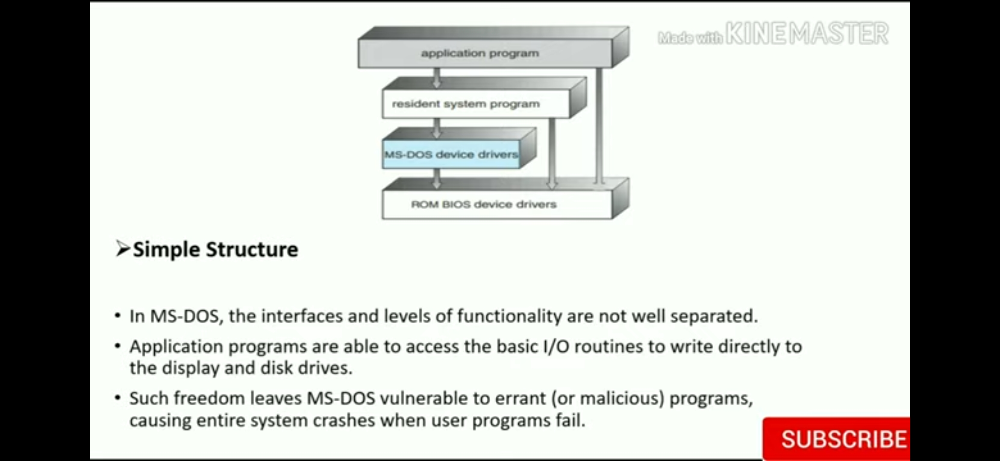 Made with KINEMASTER
application program
resident system program
MS-DOS device drivers
ROM BIOS device drivers
➢Simple Structure
• In MS-DOS, the interfaces and levels of functionality are not well separated.
• Application programs are able to access the basic I/O routines to write directly to
the display and disk drives.
• Such freedom leaves MS-DOS vulnerable to errant (or malicious) programs,
causing entire system crashes when user programs fail.
SUBSCRIBE